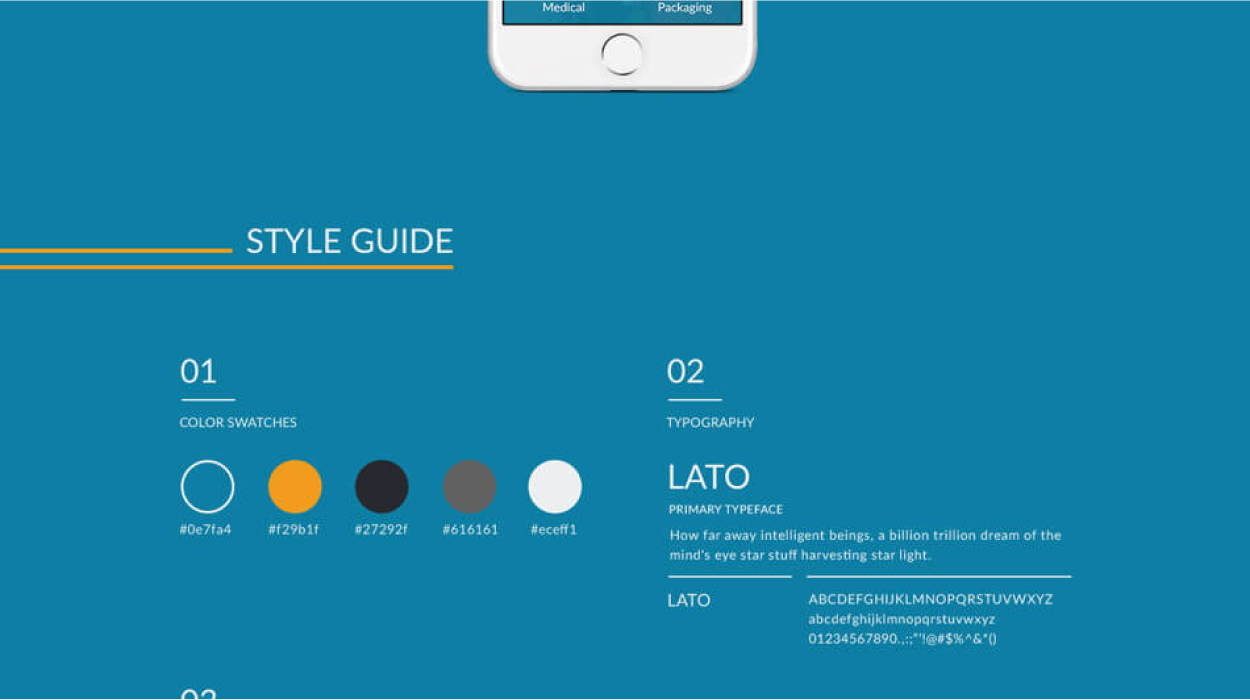 Medical Packaging
STYLE GUIDE
01
COLOR SWATCHES
#0e7fa4 #f29b1f #27292f #616161 #eceff1
02
TYPOGRAPHY
LATO
PRIMARY TYPEFACE
How far away intelligent beings, a billion trillion dream of the
mind's eye star stuff harvesting star light.
LATO
ABCDEFGHIJKLMNOPQRSTUVWXYZ
abcdefghijklmnopqrstuvwxyz
01234567890.,:;"'!@#$%^&*()